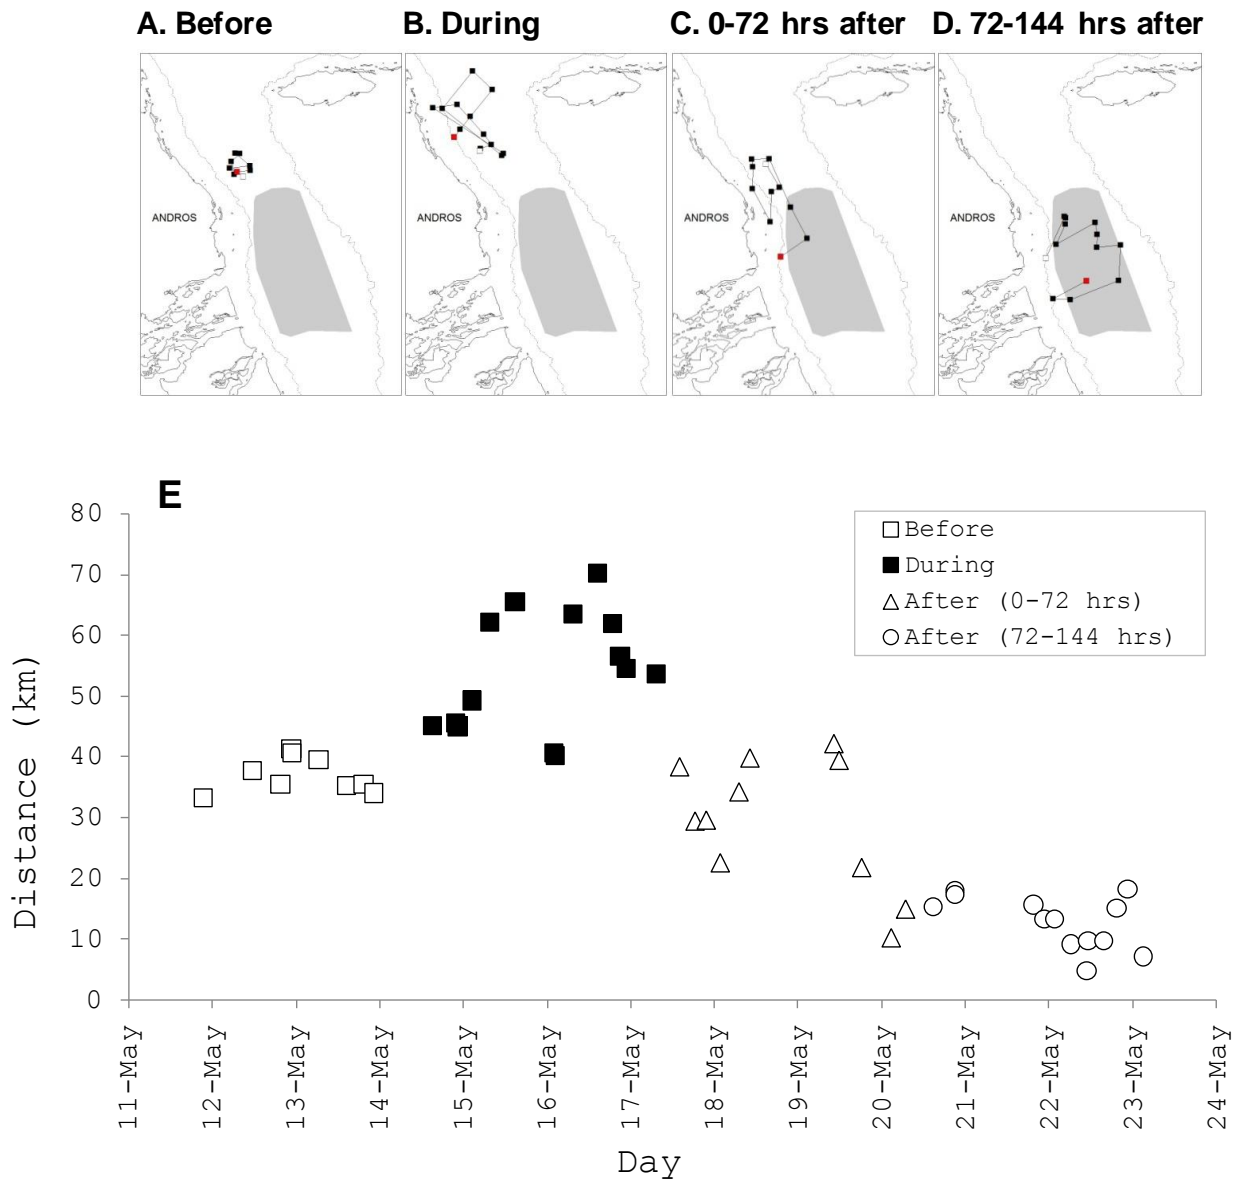 A. Before
B. During
C. 0-72 hrs after
D. 72-144 hrs after
ANDROS
ANDROS
ANDROS
ANDROS
E
80
70
60
50
40
30
20
10
0
Distance (km)
Before
During
After (0-72 hrs)
After (72-144 hrs)
11-May
12-May
13-May
14-May
15-May
16-May
17-May
18-May
19-May
20-May
21-May
22-May
23-May
24-May
Day